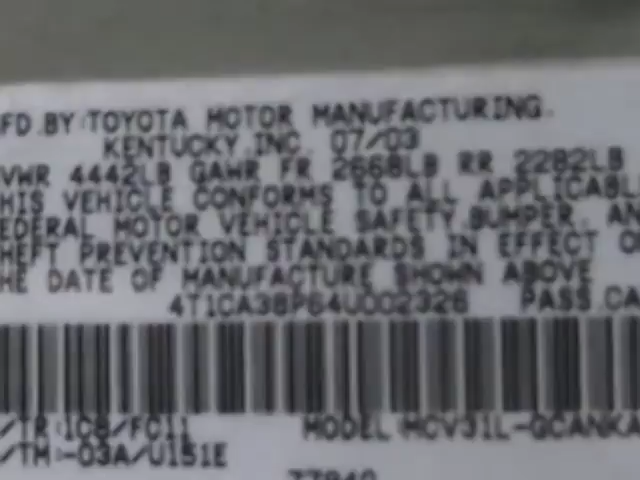 FD.BY:TOYOTA MOTOR MANUFACTURING.
KENTUCKY,INC. 07/03
VWR 4442LB GAWR FR 2668LB RR 2282LB
HIS VEHICLE CONFORMS TO ALL APPLICABL
EDERAL MOTOR VEHICLE SAFETY,BUMPER, AN
HEFT PREVENTION STANDARDS IN EFFECT O
HE DATE OF MANUFACTURE SHOWN ABOVE
4T1CA38P64U002326 PASS.CA
/TR:1C8/FC11 MODEL:MCV31L-GCANKA
/TM:-03A/U151E